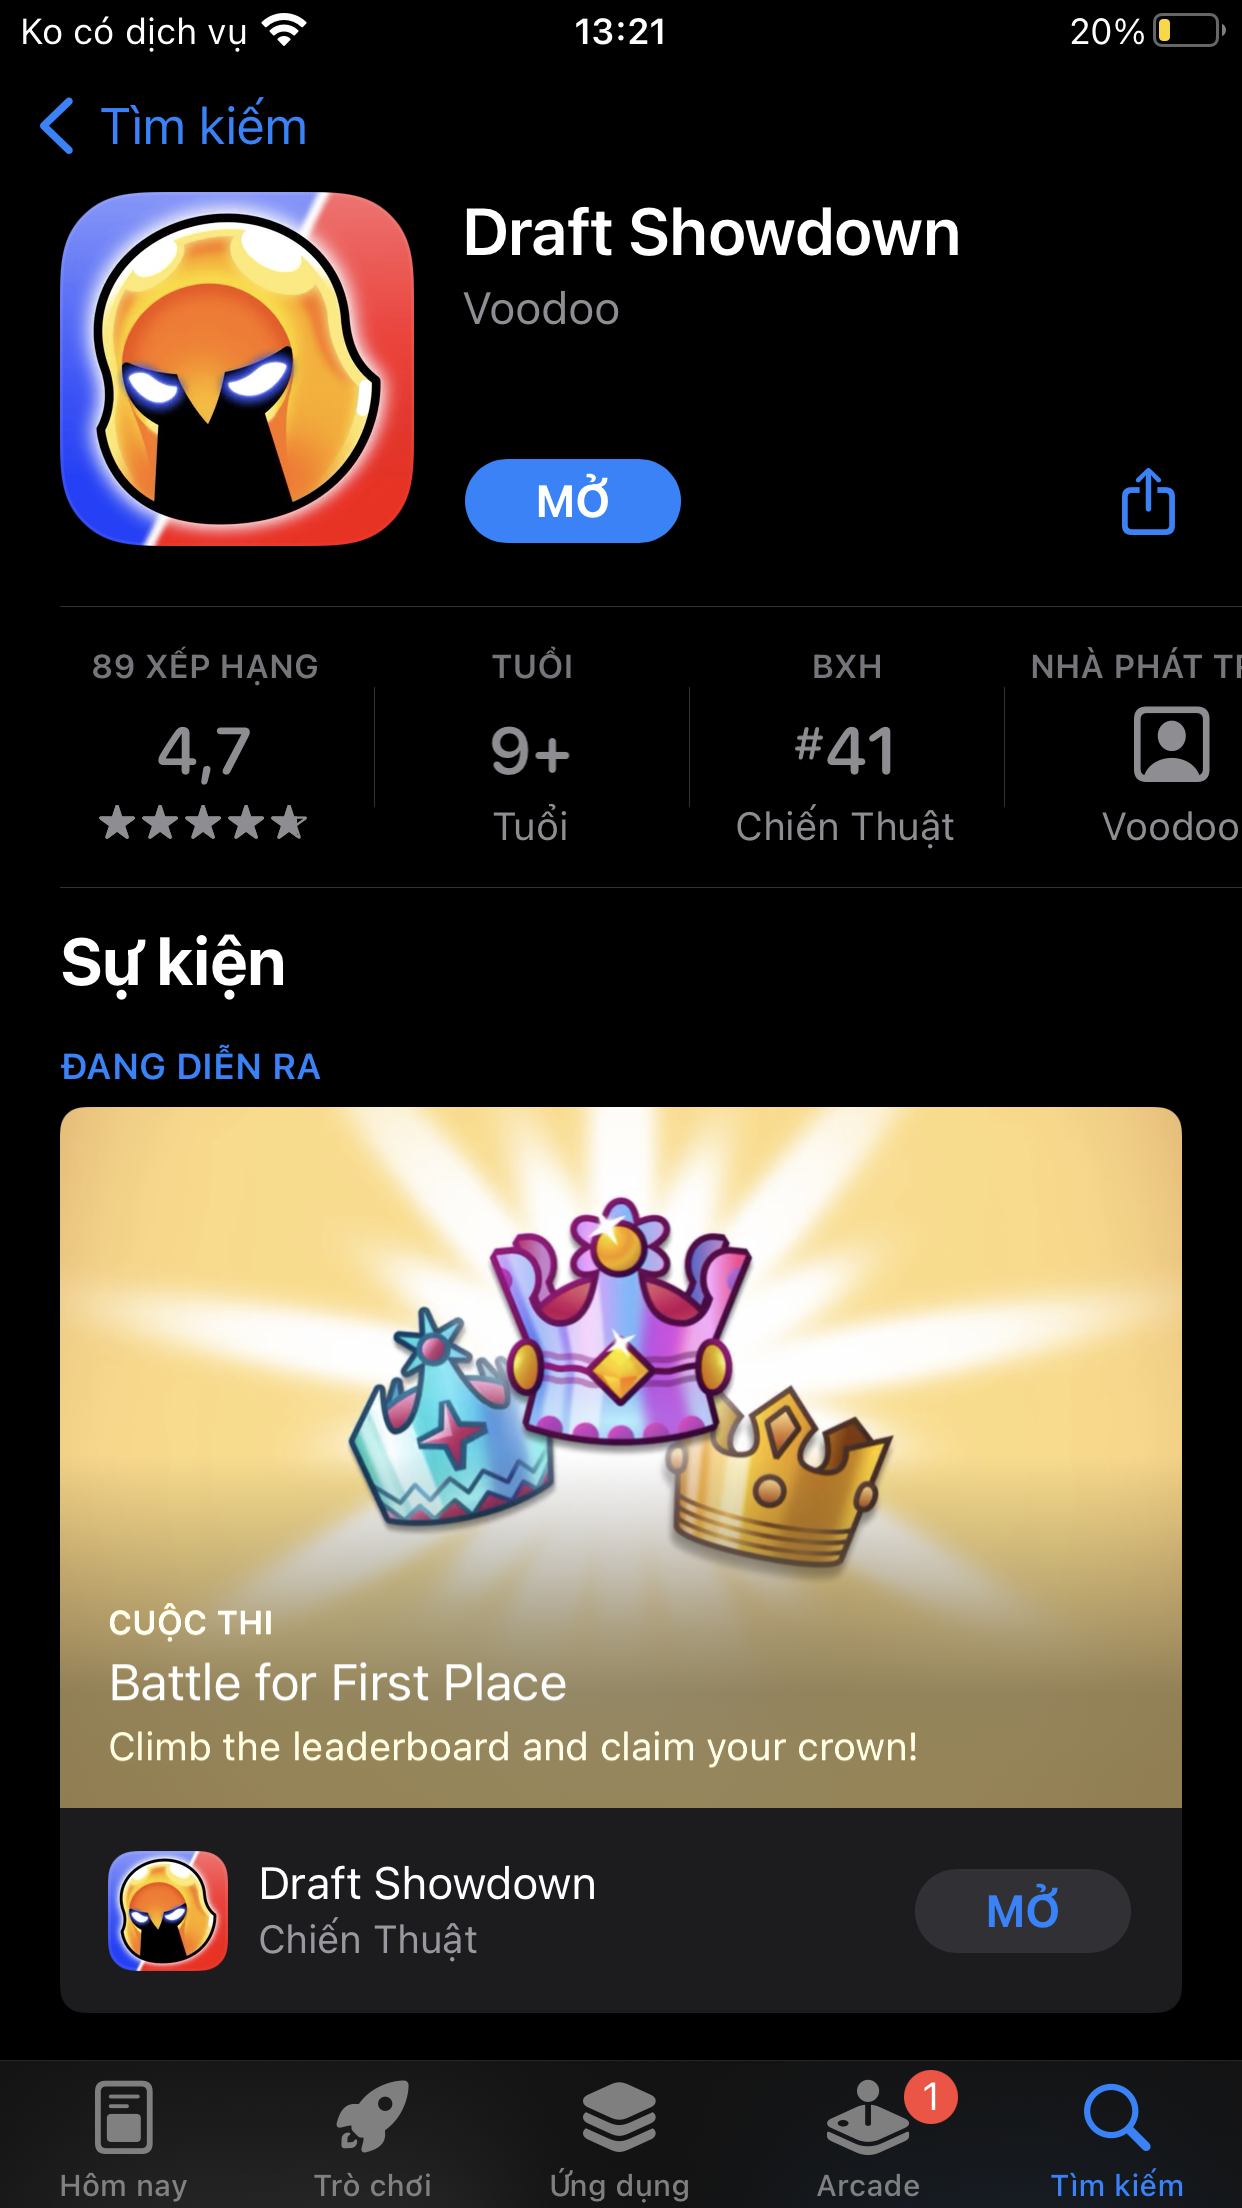 Ko có dịch vụ 13:21 20%
Tìm kiếm
Draft Showdown
Voodoo
MỞ
89 XẾP HẠNG TUỔI BXH NHÀ PHÁT TR
4,7 9+ #41
Tuổi Chiến Thuật Voodoo
Sự kiện
ĐANG DIỄN RA
CUỘC THI
Battle for First Place
Climb the leaderboard and claim your crown!
Draft Showdown
Chiến Thuật
MỞ
1
Hôm nay Trò chơi Ứng dụng Arcade Tìm kiếm